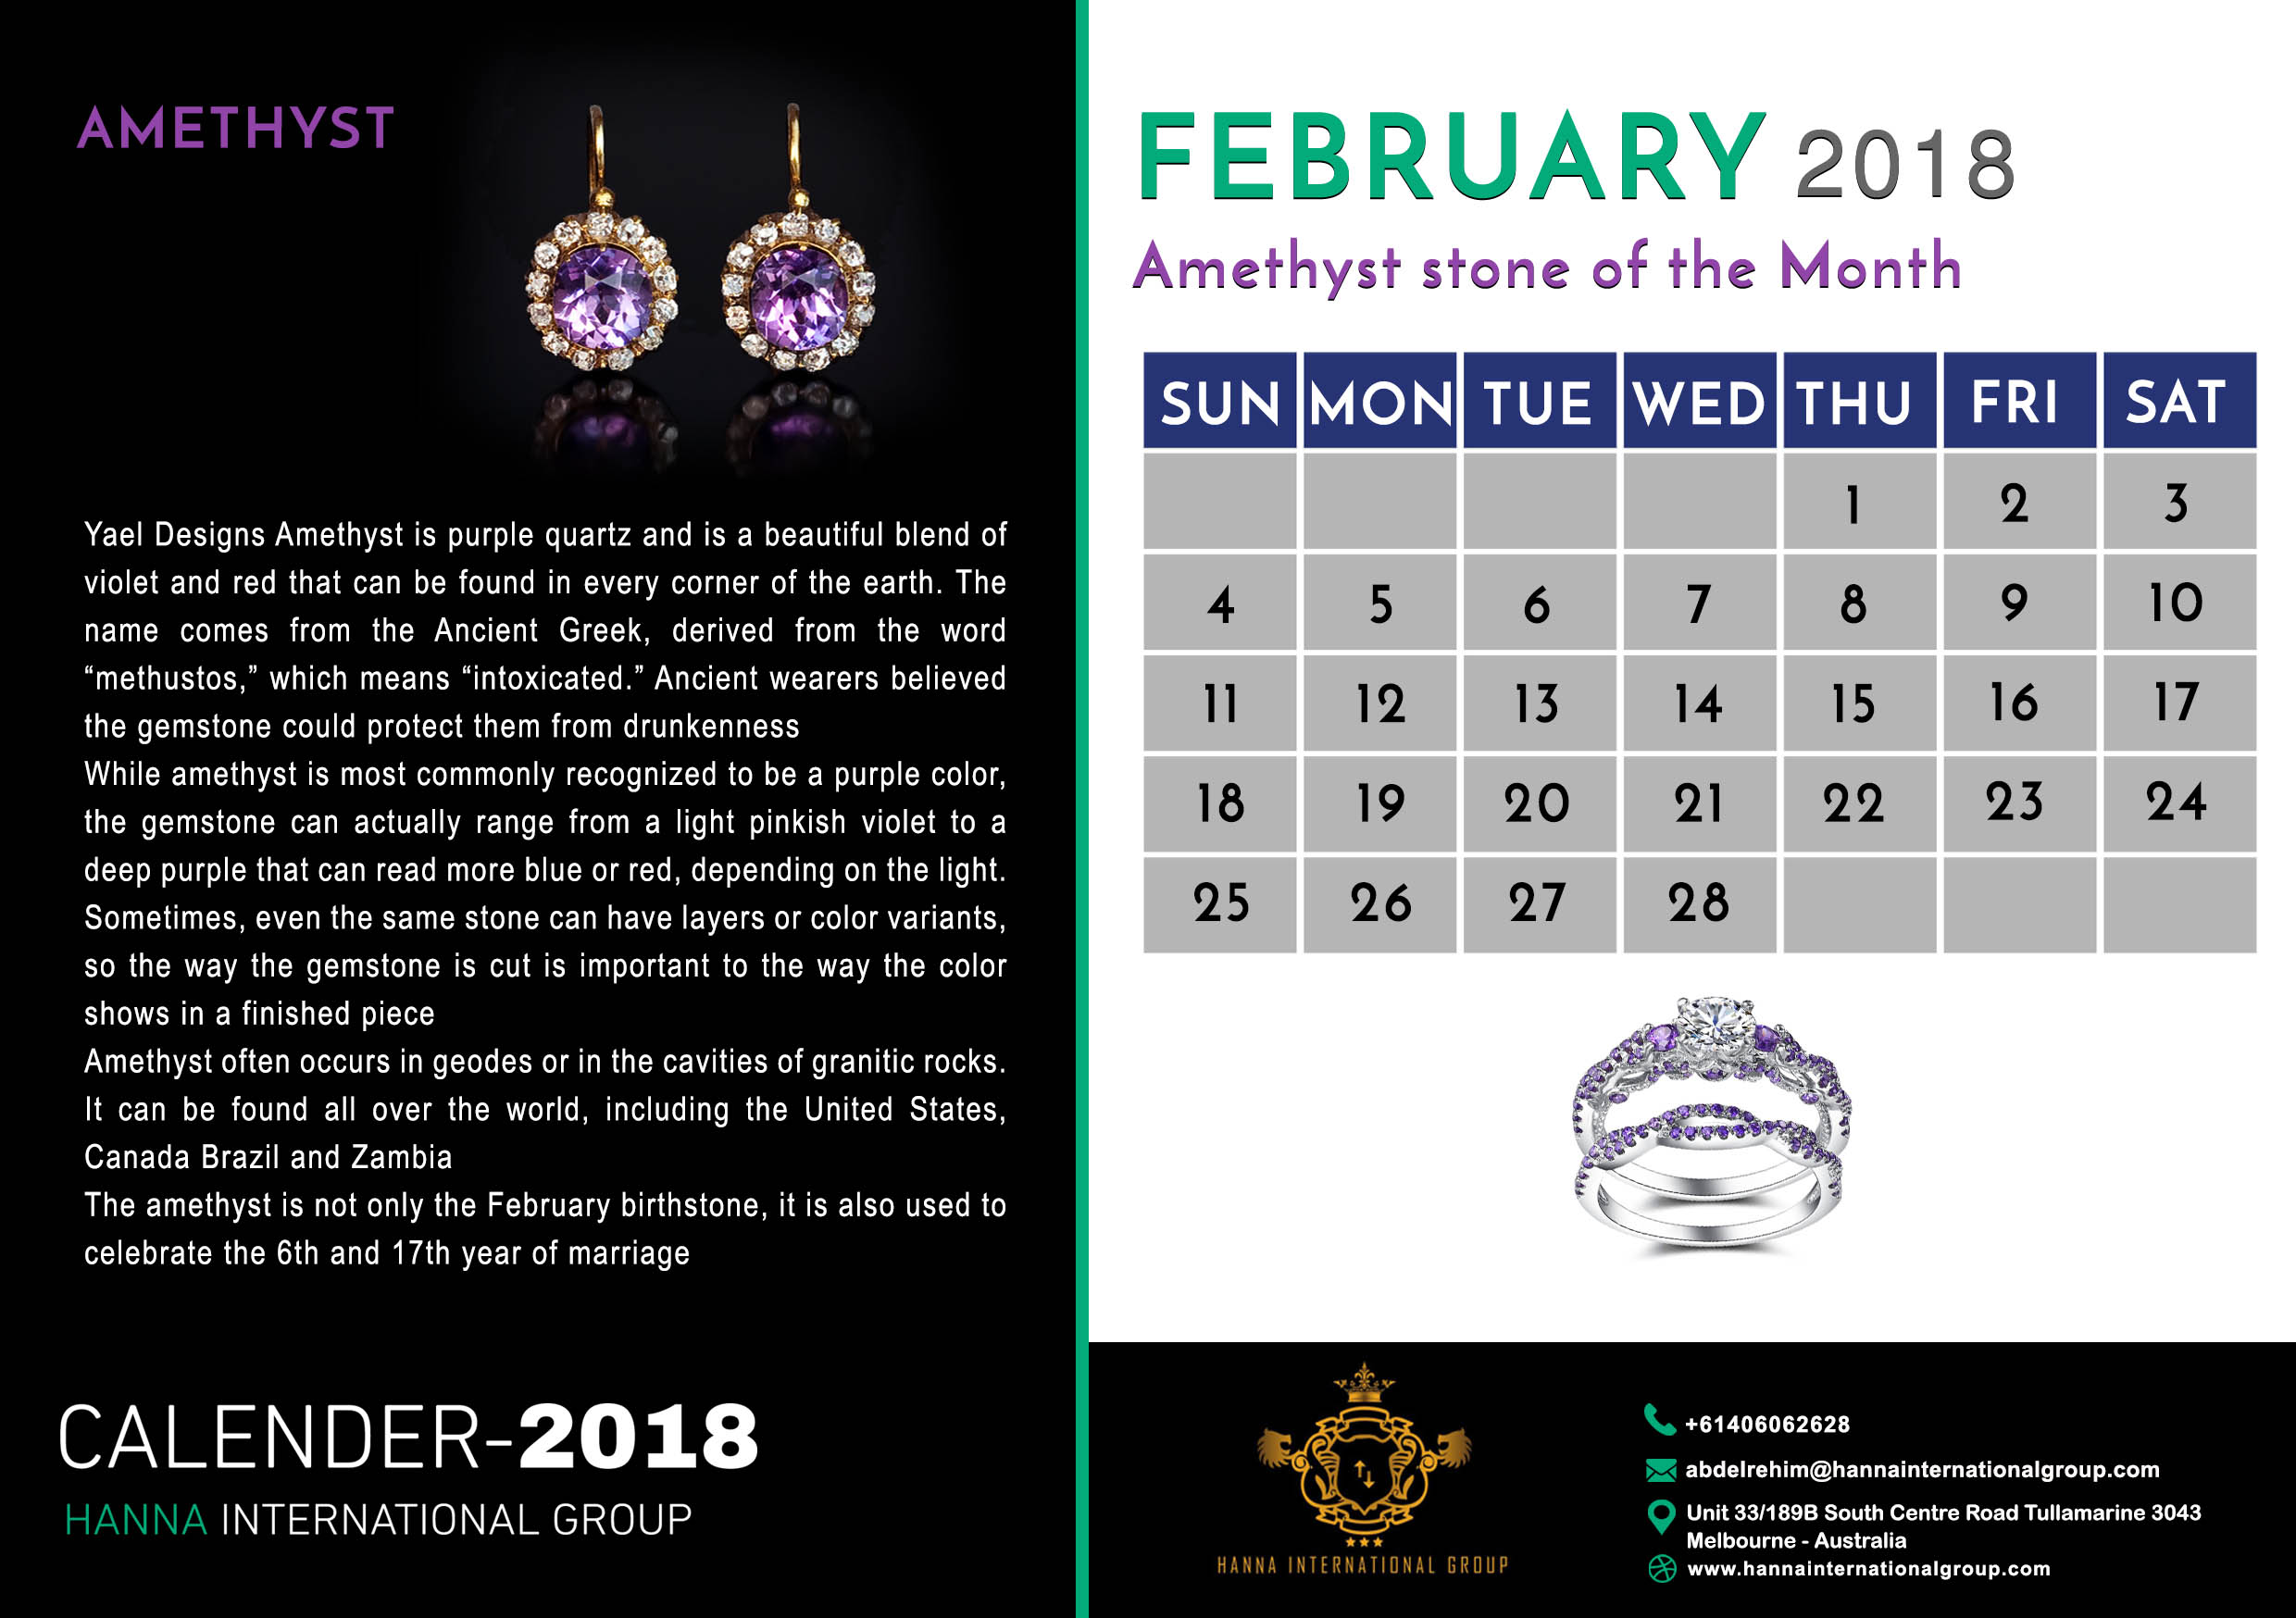 AMETHYST
Yael Designs Amethyst is purple quartz and is a beautiful blend of
violet and red that can be found in every corner of the earth. The
name comes from the Ancient Greek, derived from the word
“methustos,” which means “intoxicated.” Ancient wearers believed
the gemstone could protect them from drunkenness
While amethyst is most commonly recognized to be a purple color,
the gemstone can actually range from a light pinkish violet to a
deep purple that can read more blue or red, depending on the light.
Sometimes, even the same stone can have layers or color variants,
so the way the gemstone is cut is important to the way the color
shows in a finished piece
Amethyst often occurs in geodes or in the cavities of granitic rocks.
It can be found all over the world, including the United States,
Canada Brazil and Zambia
The amethyst is not only the February birthstone, it is also used to
celebrate the 6th and 17th year of marriage
CALENDER-2018
HANNA INTERNATIONAL GROUP
FEBRUARY 2018
Amethyst stone of the Month
SUN MON TUE WED THU FRI SAT
1 2 3
4 5 6 7 8 9 10
11 12 13 14 15 16 17
18 19 20 21 22 23 24
25 26 27 28
HANNA INTERNATIONAL GROUP
+61406062628
abdelrehim@hannainternationalgroup.com
Unit 33/189B South Centre Road Tullamarine 3043
Melbourne - Australia
www.hannainternationalgroup.com